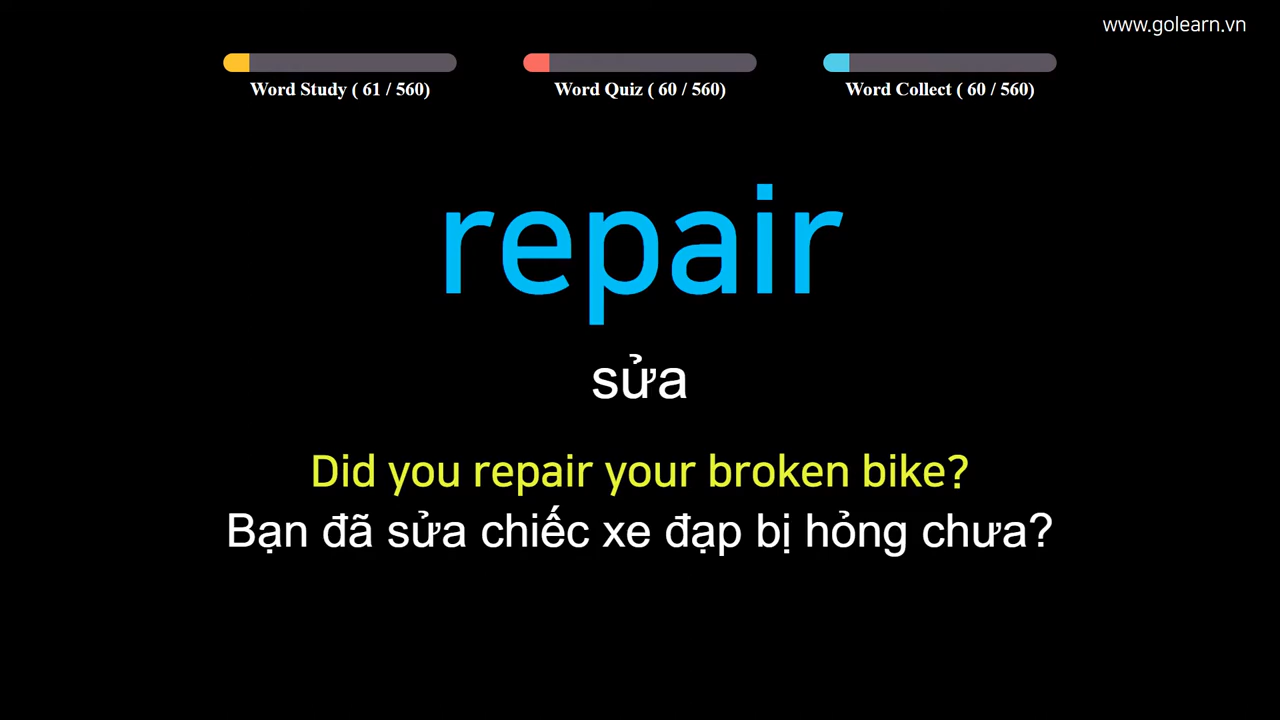 www.golearn.vn
Word Study ( 61 / 560)
Word Quiz ( 60 / 560)
Word Collect ( 60 / 560)
repair
sửa
Did you repair your broken bike?
Bạn đã sửa chiếc xe đạp bị hỏng chưa?